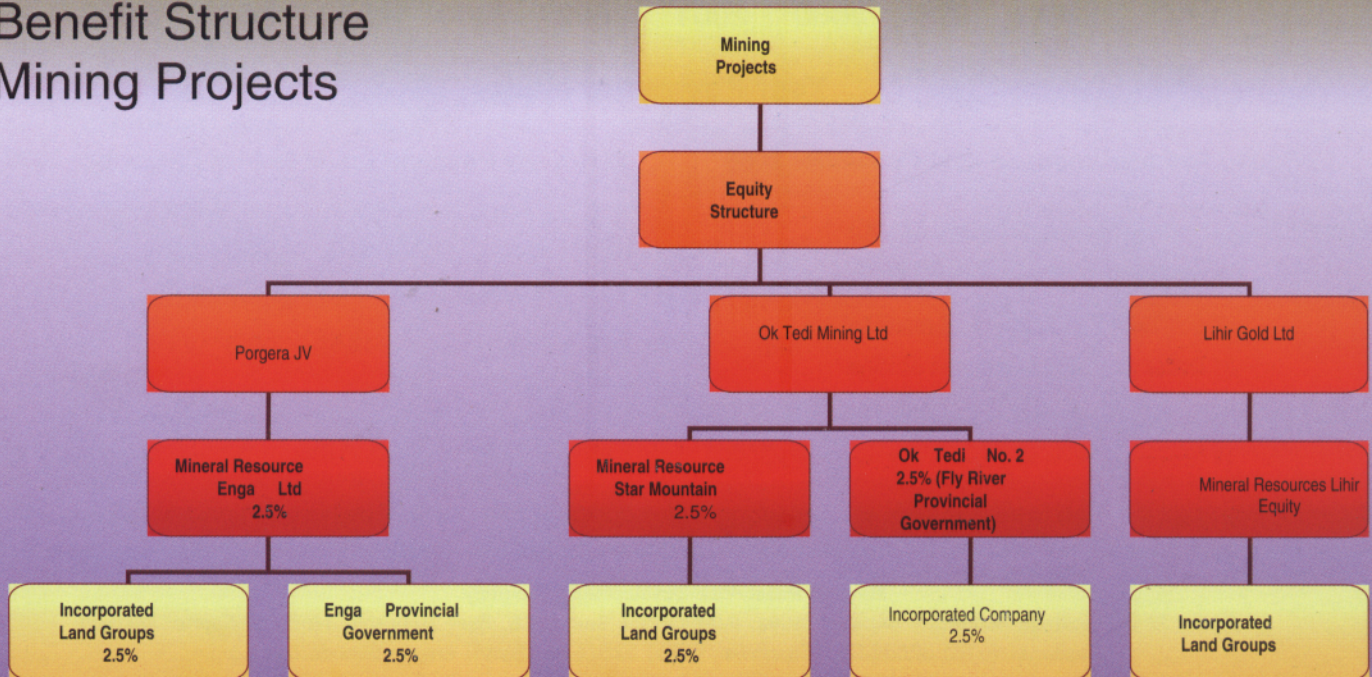 Benefit Structure
Mining Projects
Mining
Projects
Equity
Structure
Porgera JV
Ok Tedi Mining Ltd
Lihir Gold Ltd
Mineral Resource
Enga Ltd
2.5%
Mineral Resource
Star Mountain
2.5%
Ok Tedi No. 2
2.5% (Fly River
Provincial
Government)
Mineral Resources Lihir
Equity
Incorporated
Land Groups
2.5%
Enga Provincial
Government
2.5%
Incorporated
Land Groups
2.5%
Incorporated Company
2.5%
Incorporated
Land Groups